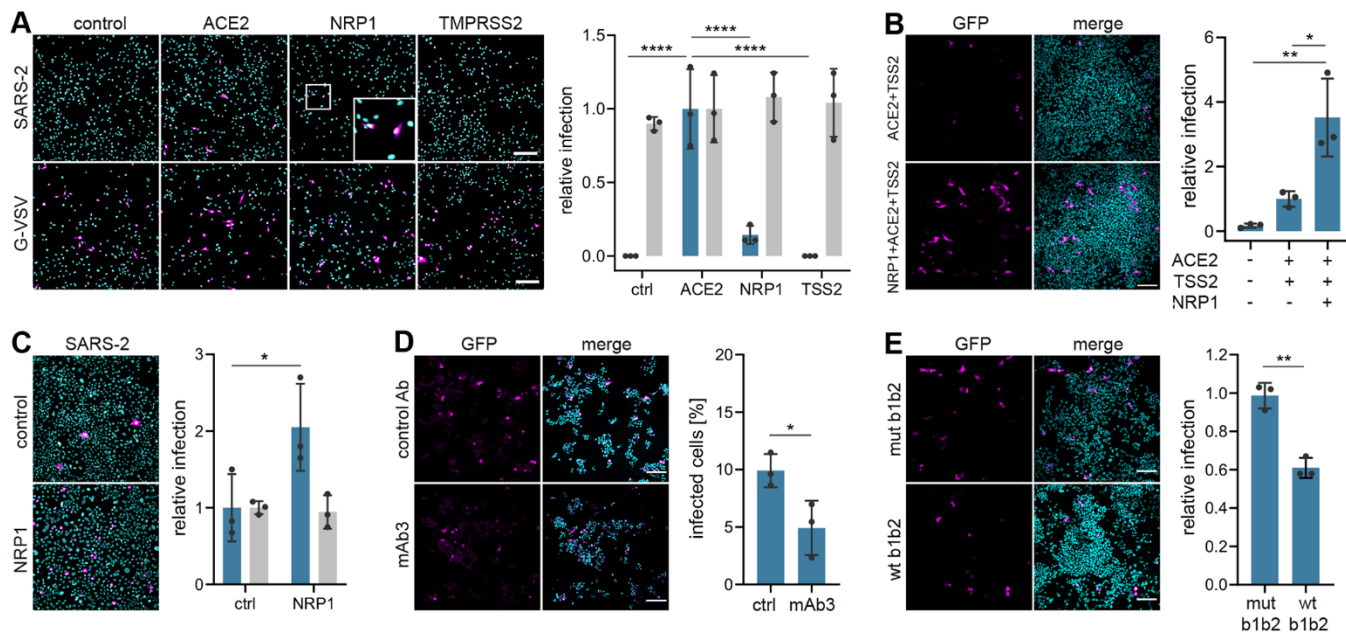 A
control
ACE2
NRP1
TMPRSS2
SARS-2
G-VSV
relative infection
1.0
0.5
0.0
****
****
****
ctrl
ACE2
NRP1
TSS2
B
GFP
merge
ACE2+TSS2
NRP1+ACE2+TSS2
relative infection
6
4
2
0
*
**
ACE2 - + +
TSS2 - + +
NRP1 - - +
C
SARS-2
control
NRP1
relative infection
3
2
1
0
*
ctrl
NRP1
D
GFP
merge
control Ab
mAb3
infected cells [%]
20
15
10
5
0
*
ctrl
mAb3
E
GFP
merge
mut b1b2
wt b1b2
relative infection
1.2
1.0
0.8
0.6
0.4
0.2
0.0
**
mut
b1b2
wt
b1b2